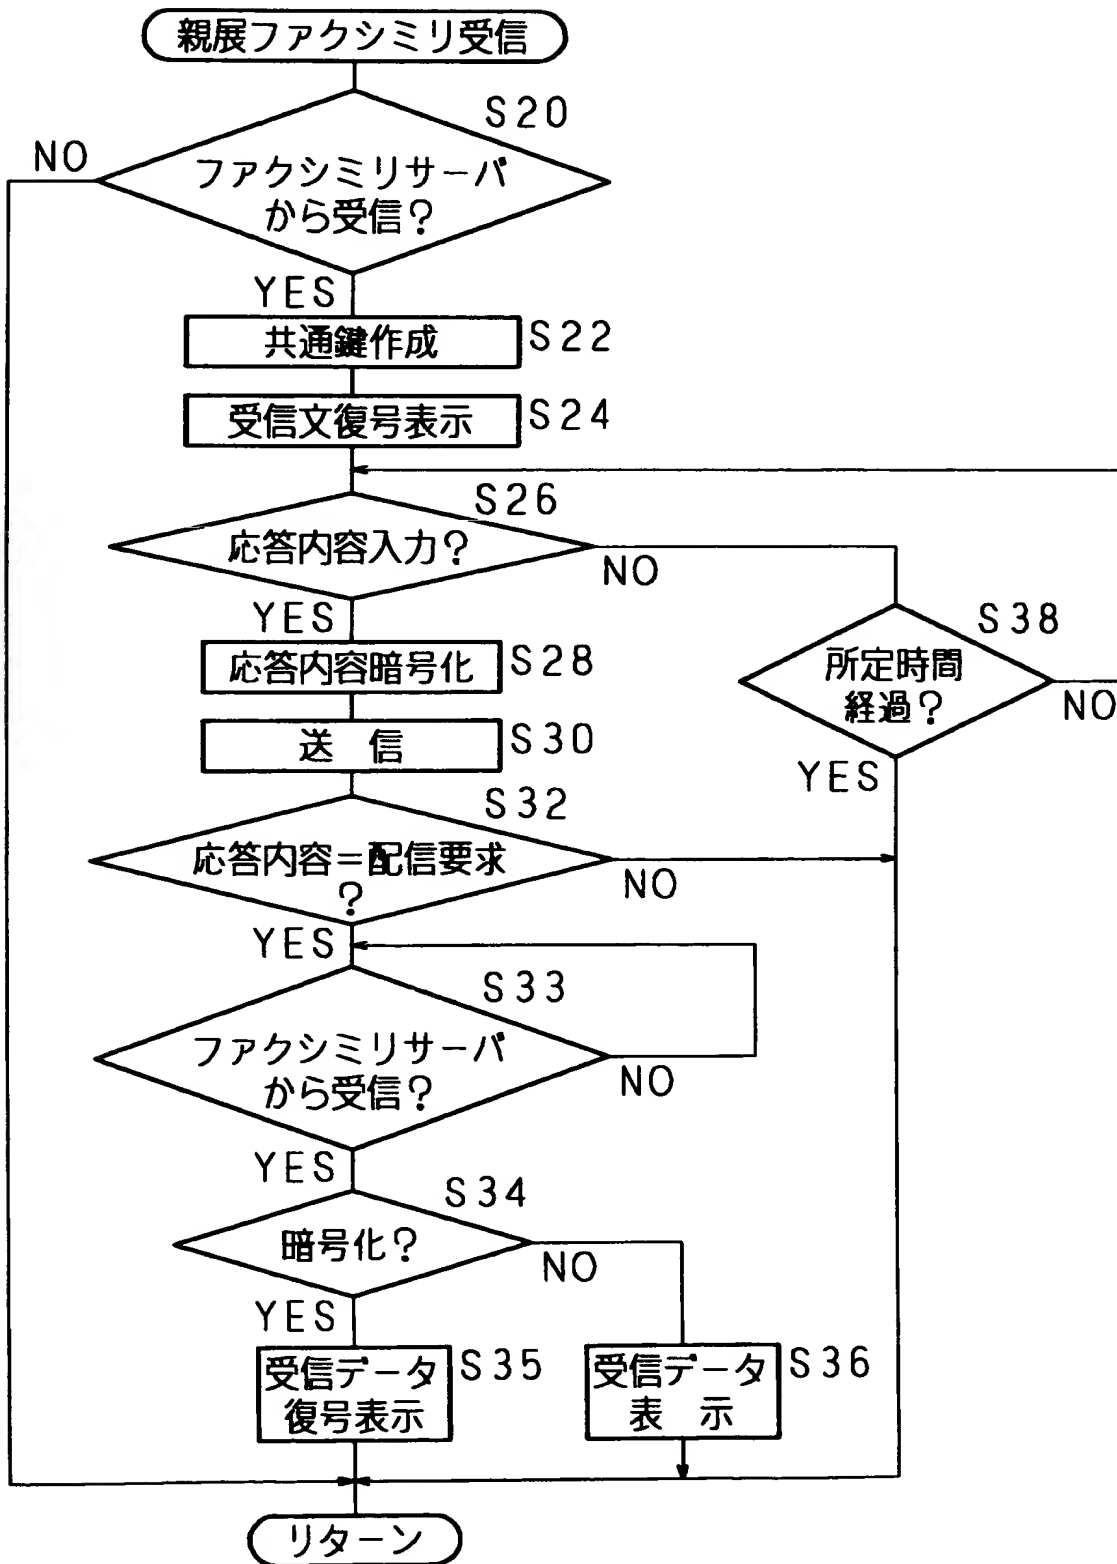 親展ファクシミリ受信
S20
NO
ファクシミリサーバ
から受信?
YES
共通鍵作成
S22
受信文復号表示
S24
S26
応答内容入力?
NO
YES
S38
所定時間
経過?
NO
YES
応答内容暗号化
S28
送 信
S30
S32
応答内容=配信要求
?
NO
YES
S33
ファクシミリサーバ
から受信?
NO
YES
S34
暗号化?
NO
YES
受信データ
復号表示
S35
受信データ
表 示
S36
リターン